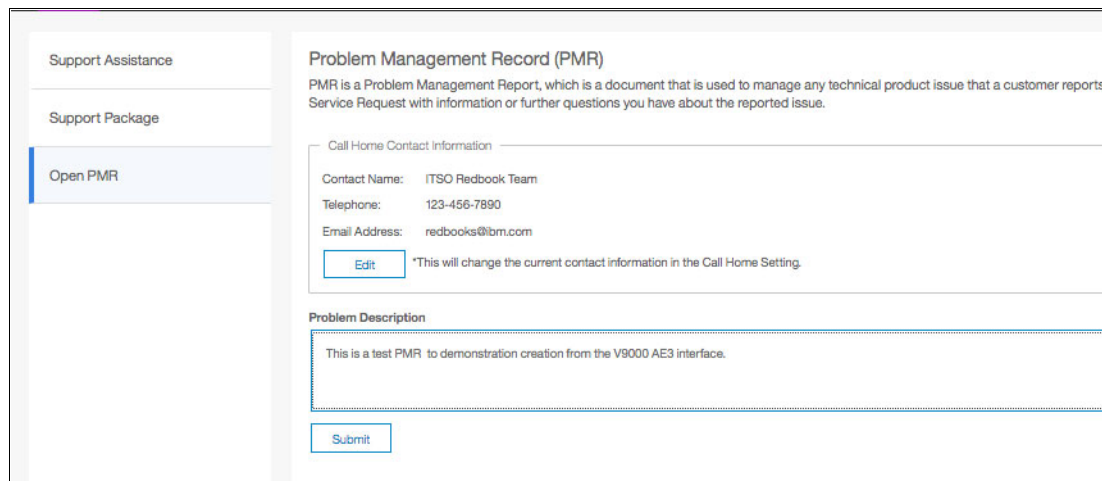 Support Assistance
Support Package
Open PMR
Problem Management Record (PMR)
PMR is a Problem Management Report, which is a document that is used to manage any technical product issue that a customer reports
Service Request with information or further questions you have about the reported issue.
Call Home Contact Information
Contact Name: ITSO Redbook Team
Telephone: 123-456-7890
Email Address: redbooks@ibm.com
Edit *This will change the current contact information in the Call Home Setting.
Problem Description
This is a test PMR to demonstration creation from the V9000 AE3 interface.
Submit